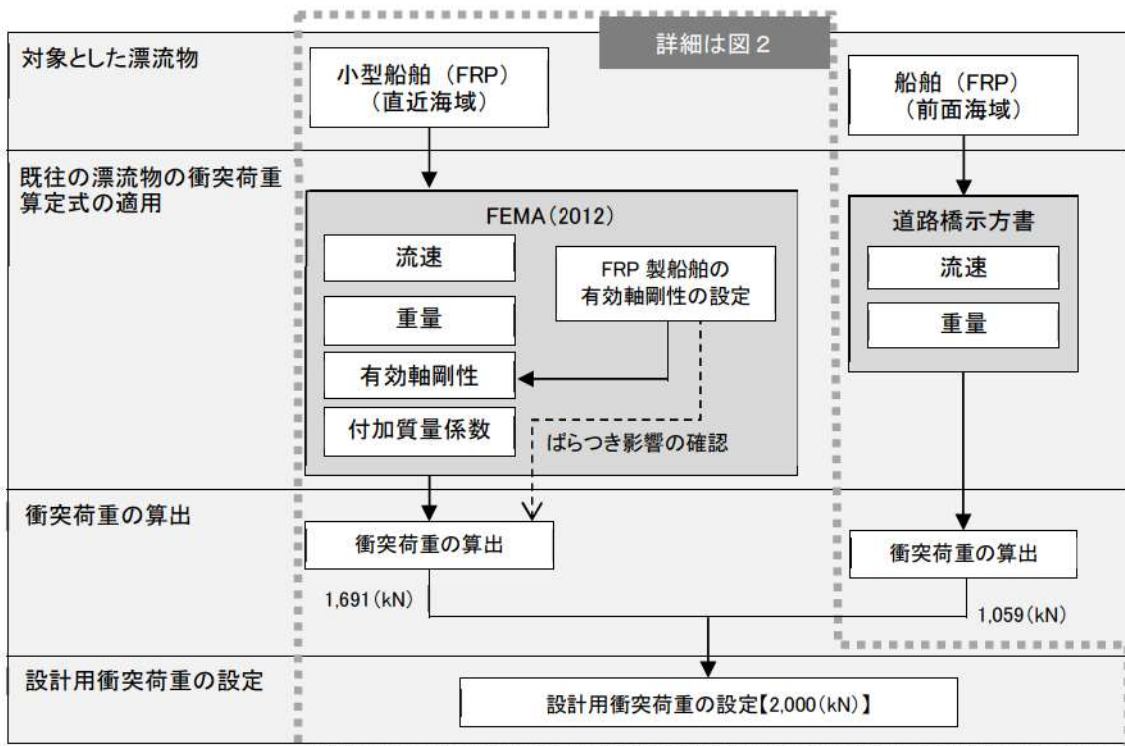 詳細は図2
対象とした漂流物
小型船舶（FRP）
（直近海域）
船舶（FRP）
（前面海域）
既往の漂流物の衝突荷重
算定式の適用
FEMA（2012）
流速
重量
有効軸剛性
付加質量係数
FRP 製船舶の
有効軸剛性の設定
ばらつき影響の確認
道路橋示方書
流速
重量
衝突荷重の算出
衝突荷重の算出
1,691（kN）
衝突荷重の算出
1,059（kN）
設計用衝突荷重の設定
設計用衝突荷重の設定【2,000（kN）】